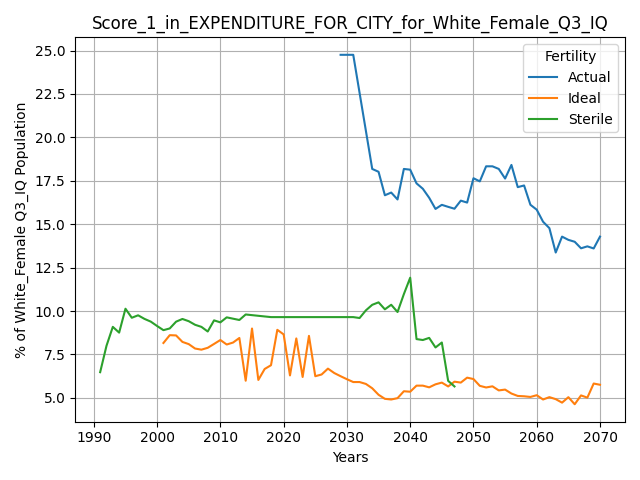 Score_1_in_EXPENDITURE_FOR_CITY_for_White_Female_Q3_IQ
% of White_Female Q3_IQ Population
25.0
22.5
20.0
17.5
15.0
12.5
10.0
7.5
5.0
Fertility
Actual
Ideal
Sterile
1990 2000 2010 2020 2030 2040 2050 2060 2070
Years